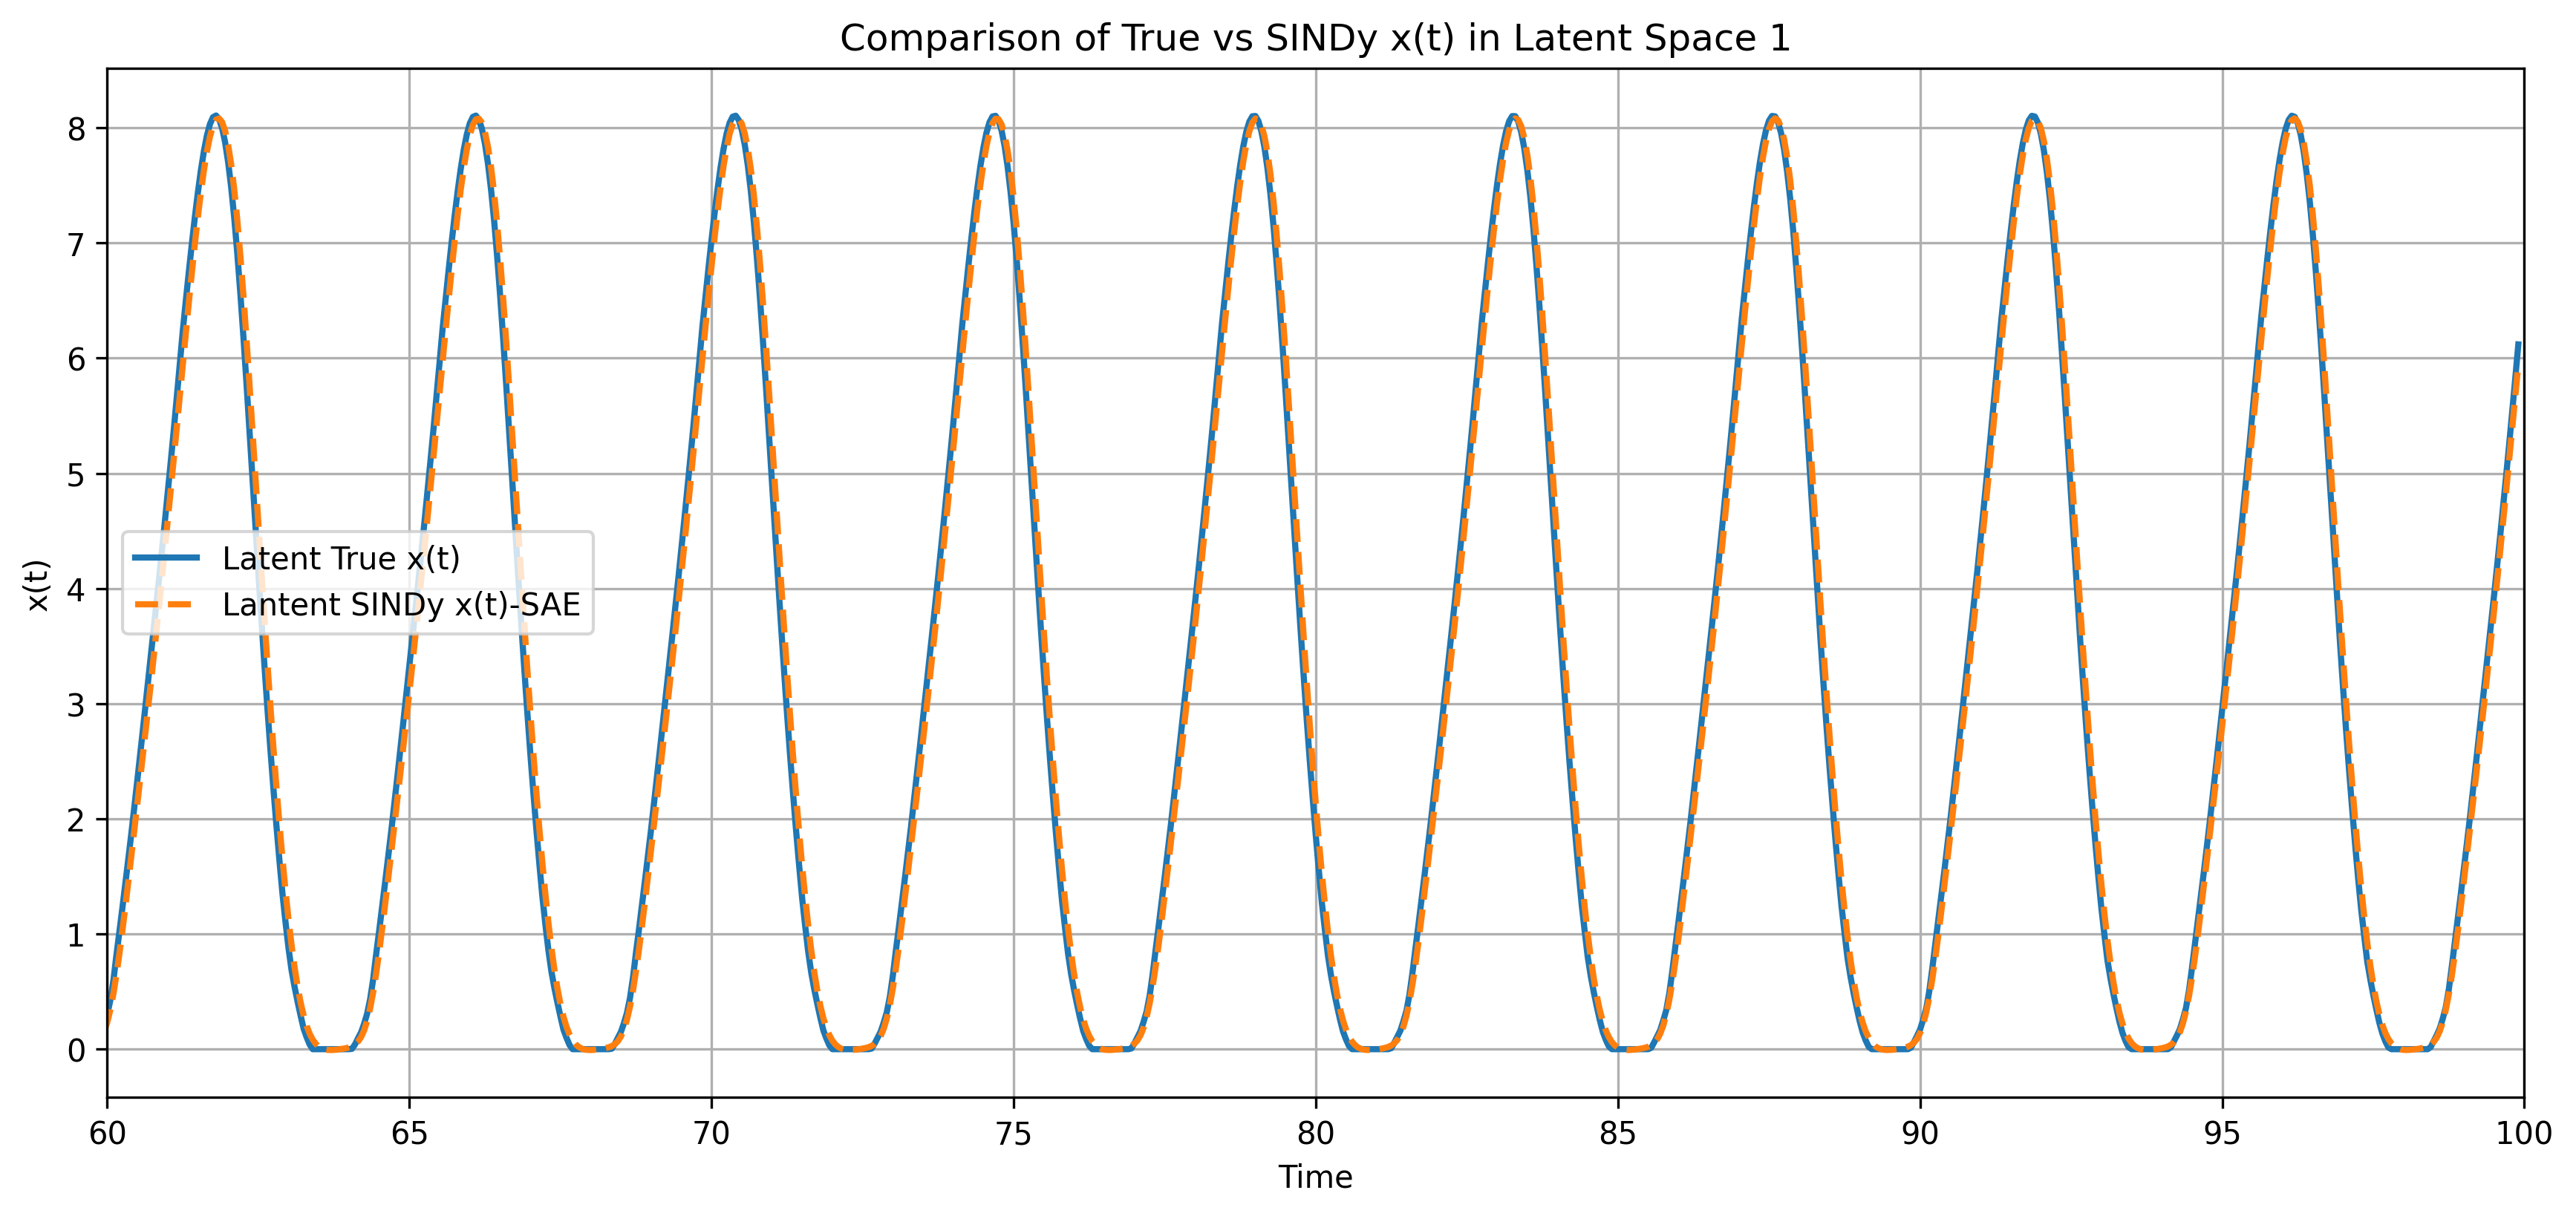 Comparison of True vs SINDy x(t) in Latent Space 1
8
7
6
5
4
3
2
1
0
x(t)
Latent True x(t)
Lantent SINDy x(t)-SAE
60 65 70 75 80 85 90 95 100
Time